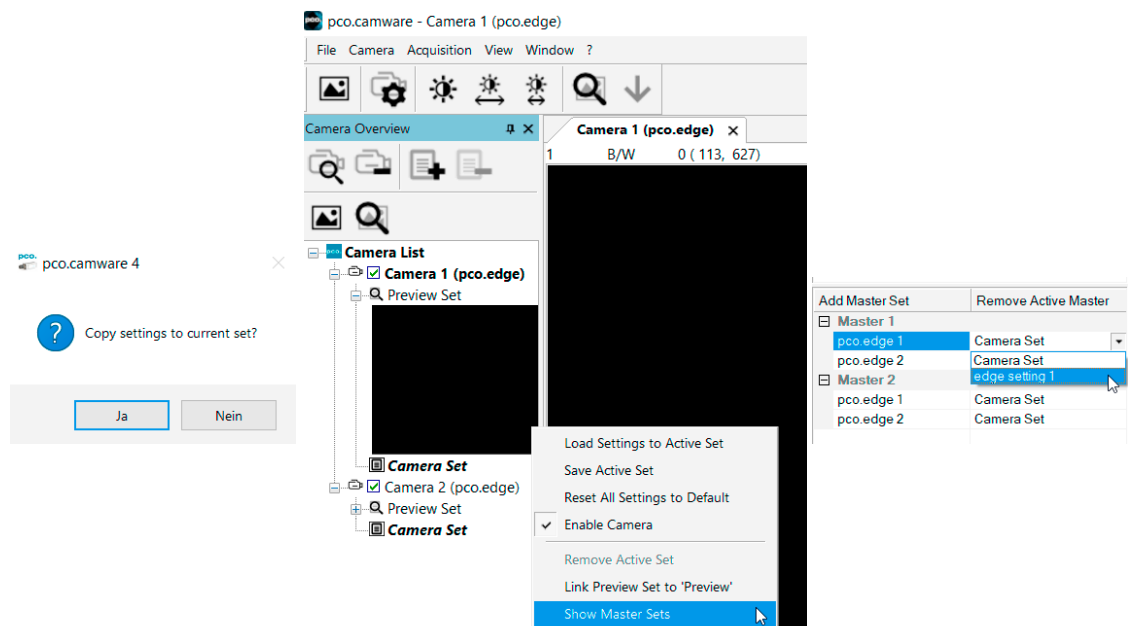 pco.
pco.camware 4
Copy settings to current set?
Ja
Nein
pco. pco.camware - Camera 1 (pco.edge)
File Camera Acquisition View Window ?
Camera Overview
Camera 1 (pco.edge)
1 B/W 0 ( 113, 627)
pco. Camera List
Camera 1 (pco.edge)
Preview Set
Camera Set
Camera 2 (pco.edge)
Preview Set
Camera Set
Load Settings to Active Set
Save Active Set
Reset All Settings to Default
Enable Camera
Remove Active Set
Link Preview Set to 'Preview'
Show Master Sets
Add Master Set Remove Active Master
Master 1
pco.edge 1 Camera Set
pco.edge 2 Camera Set
edge setting 1
Master 2
pco.edge 1 Camera Set
pco.edge 2 Camera Set